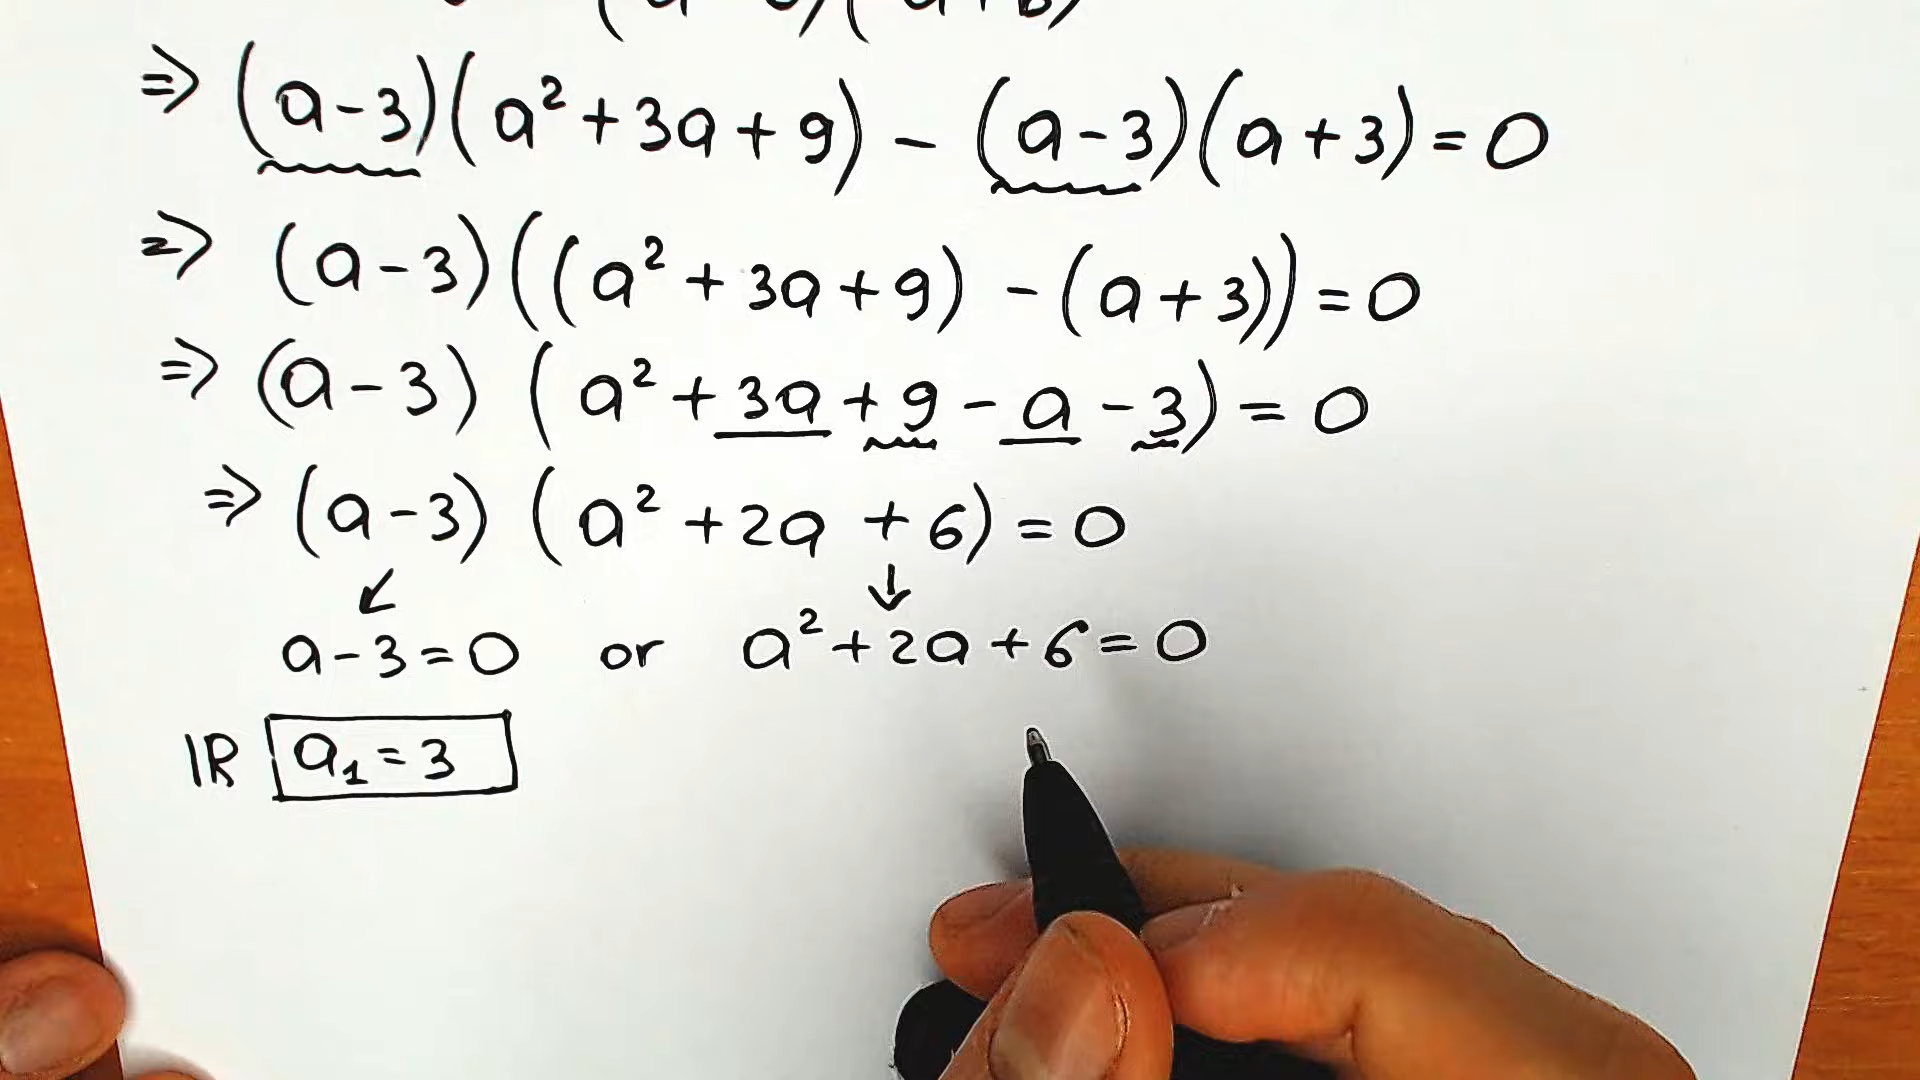 ⇒ (a-3)(a²+3a+9) - (a-3)(a+3) = 0
⇒ (a-3)((a²+3a+9) - (a+3)) = 0
⇒ (a-3) (a²+3a+9-a-3) = 0
⇒ (a-3) (a²+2a+6) = 0
↙ ↓
a-3=0 or a²+2a+6=0
IR a₁=3